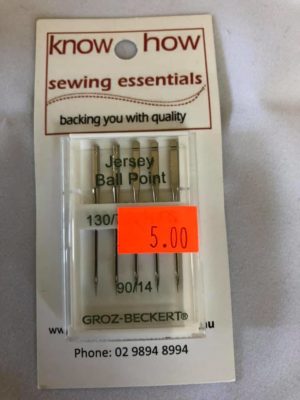 know how
sewing essentials
backing you with quality
Jersey
Ball Point
130/
5.00
90/14
GROZ-BECKERT®
Phone: 02 9894 8994